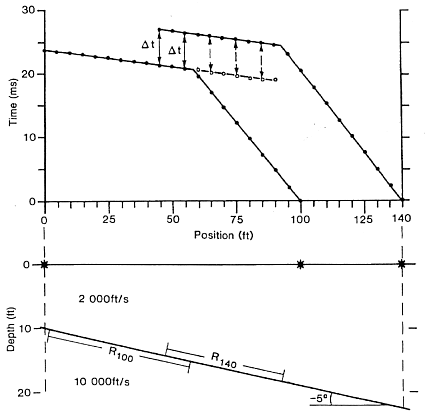 30
20
10
0
Time (ms)
Δt
Δt
0
25
50
75
100
125
140
Position (ft)
0
10
20
Depth (ft)
2 000ft/s
R100
R140
10 000ft/s
-5°